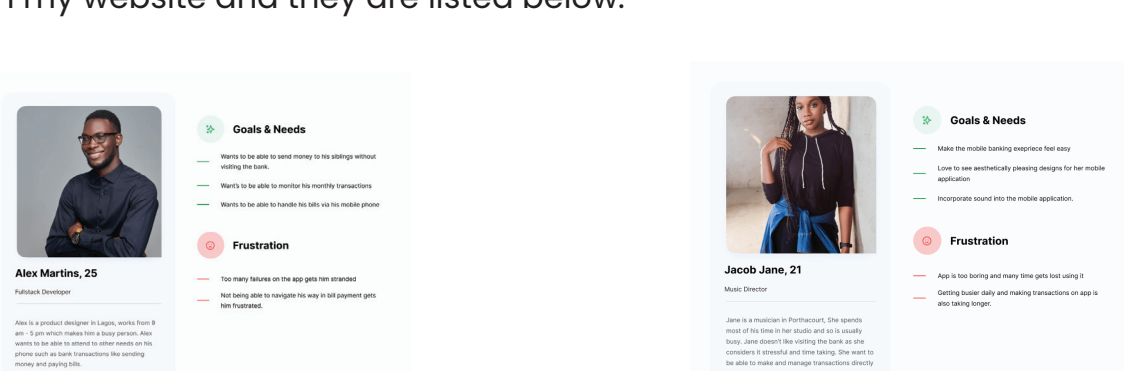 my website and they are listed below.
Goals & Needs
Wants to be able to send money to his siblings without
visiting the bank.
Want's to be able to monitor his monthly transactions
Wants to be able to handle his bills via his mobile phone
Frustration
Too many failures on the app gets him stranded
Not being able to navigate his way in bill payment gets
him frustrated.
Alex Martins, 25
Fullstack Developer
Alex is a product designer in Lagos, works from 8
am - 5 pm which makes him a busy person. Alex
wants to be able to attend to other needs on his
phone such as bank transactions like sending
money and paying bills.
Goals & Needs
Make the mobile banking exepriece feel easy
Love to see aesthetically pleasing designs for her mobile
application
Incorporate sound into the mobile application.
Frustration
App is too boring and many time gets lost using it
Getting busier daily and making transactions on app is
also taking longer.
Jacob Jane, 21
Music Director
Jane is a musician in Porthacourt, She spends
most of his time in her studio and so is usually
busy. Jane doesn't like visiting the bank as she
considers it stressful and time taking. She want to
be able to make and manage transactions directly